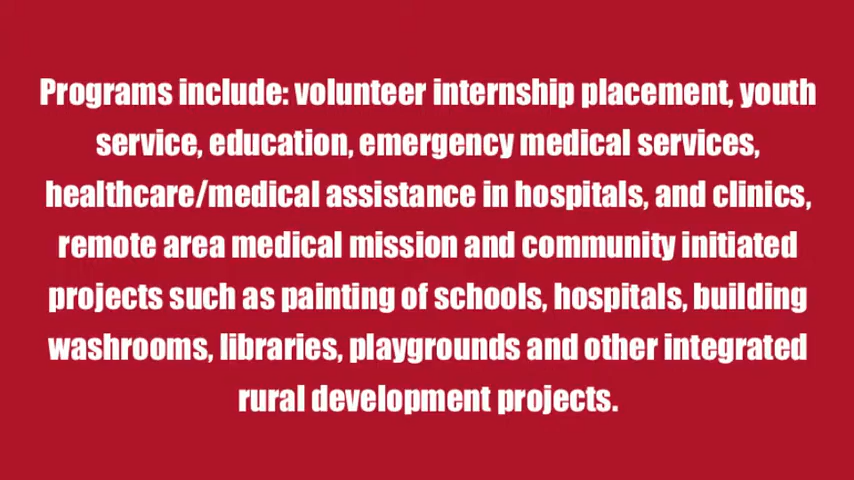 Programs include: volunteer internship placement, youth
service, education, emergency medical services,
healthcare/medical assistance in hospitals, and clinics,
remote area medical mission and community initiated
projects such as painting of schools, hospitals, building
washrooms, libraries, playgrounds and other integrated
rural development projects.